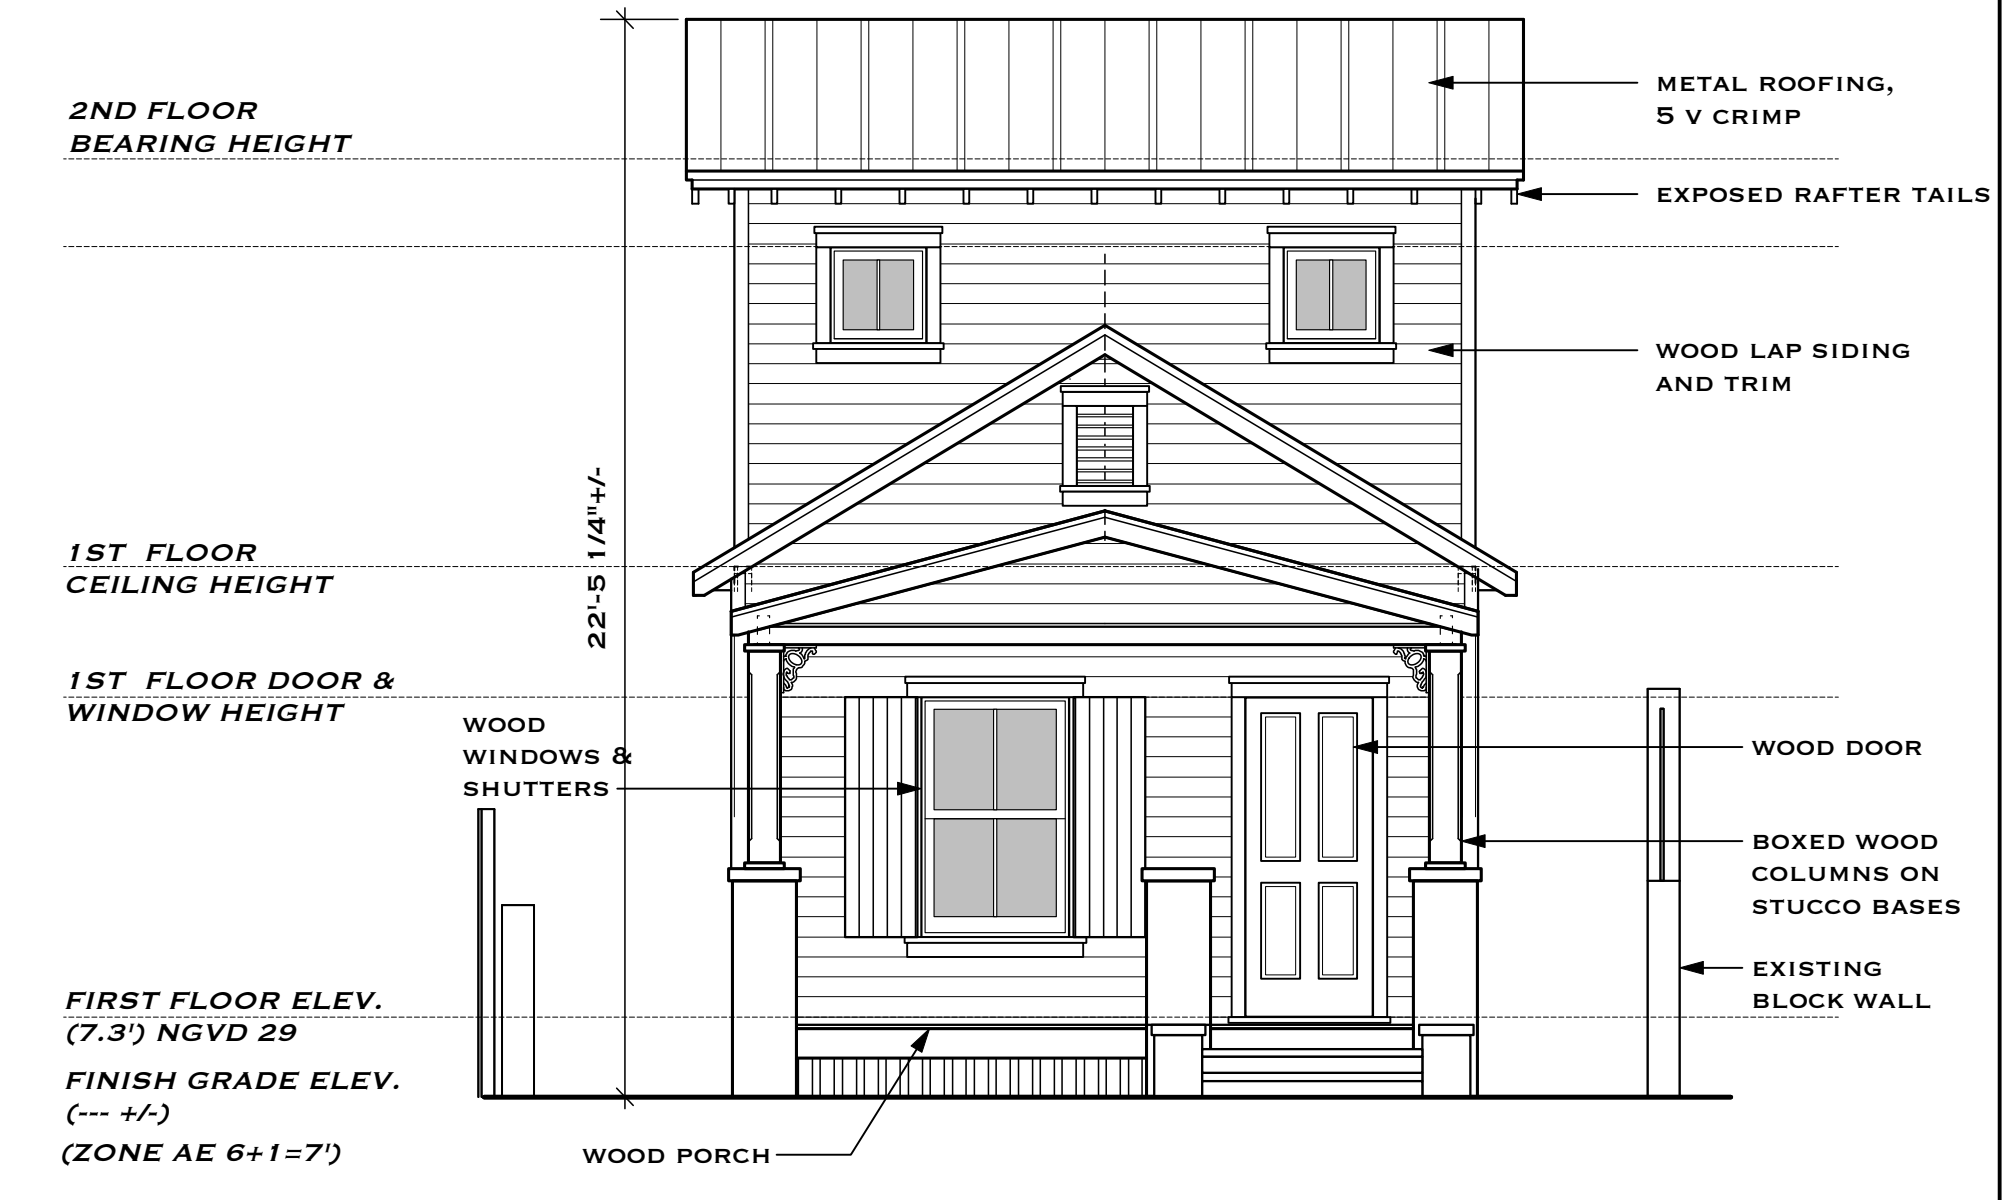 2ND FLOOR
BEARING HEIGHT
METAL ROOFING,
5 V CRIMP
EXPOSED RAFTER TAILS
WOOD LAP SIDING
AND TRIM
22'-5 1/4"+/-
1ST FLOOR
CEILING HEIGHT
1ST FLOOR DOOR &
WINDOW HEIGHT
WOOD
WINDOWS &
SHUTTERS
WOOD DOOR
BOXED WOOD
COLUMNS ON
STUCCO BASES
EXISTING
BLOCK WALL
FIRST FLOOR ELEV.
(7.3') NGVD 29
FINISH GRADE ELEV.
(--- +/-)
(ZONE AE 6+1=7')
WOOD PORCH